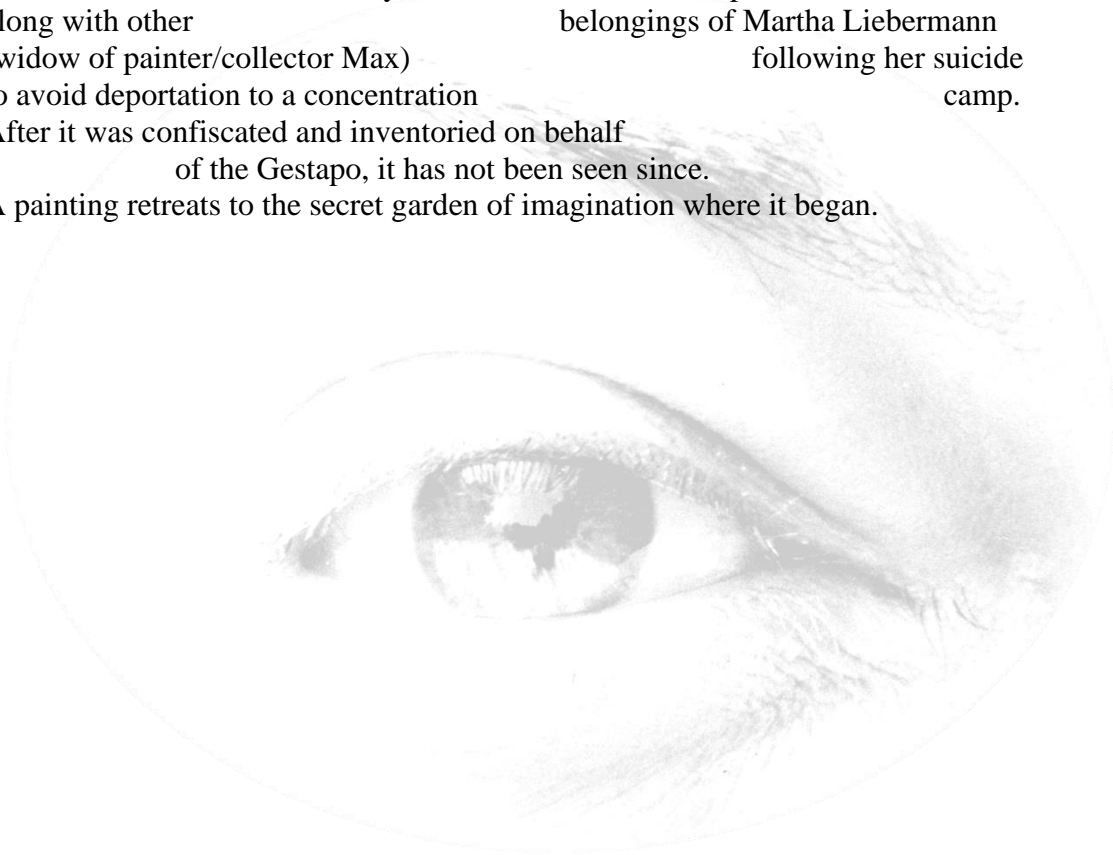 long with other belongings of Martha Liebermann
(widow of painter/collector Max) following her suicide
o avoid deportation to a concentration camp.
After it was confiscated and inventoried on behalf
of the Gestapo, it has not been seen since.
A painting retreats to the secret garden of imagination where it began.